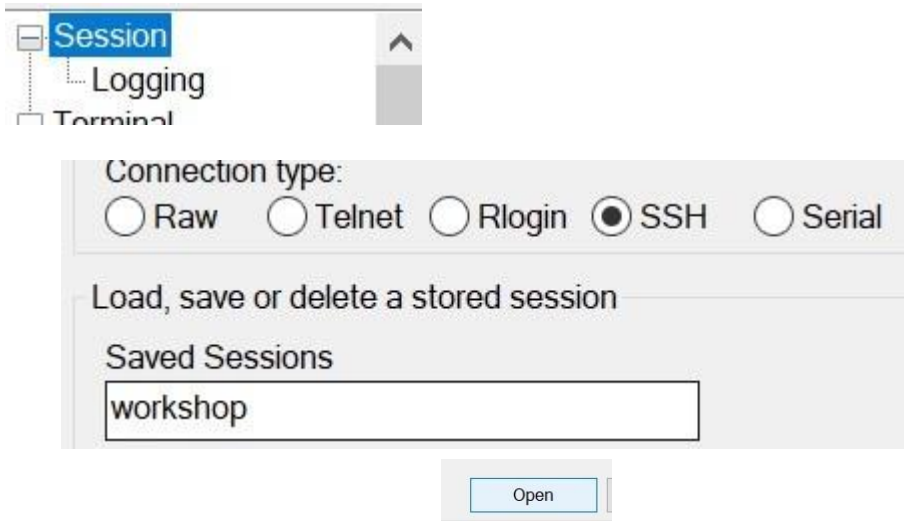 Session
Logging
Terminal
Connection type:
Raw Telnet Rlogin SSH Serial
Load, save or delete a stored session
Saved Sessions
workshop
Open